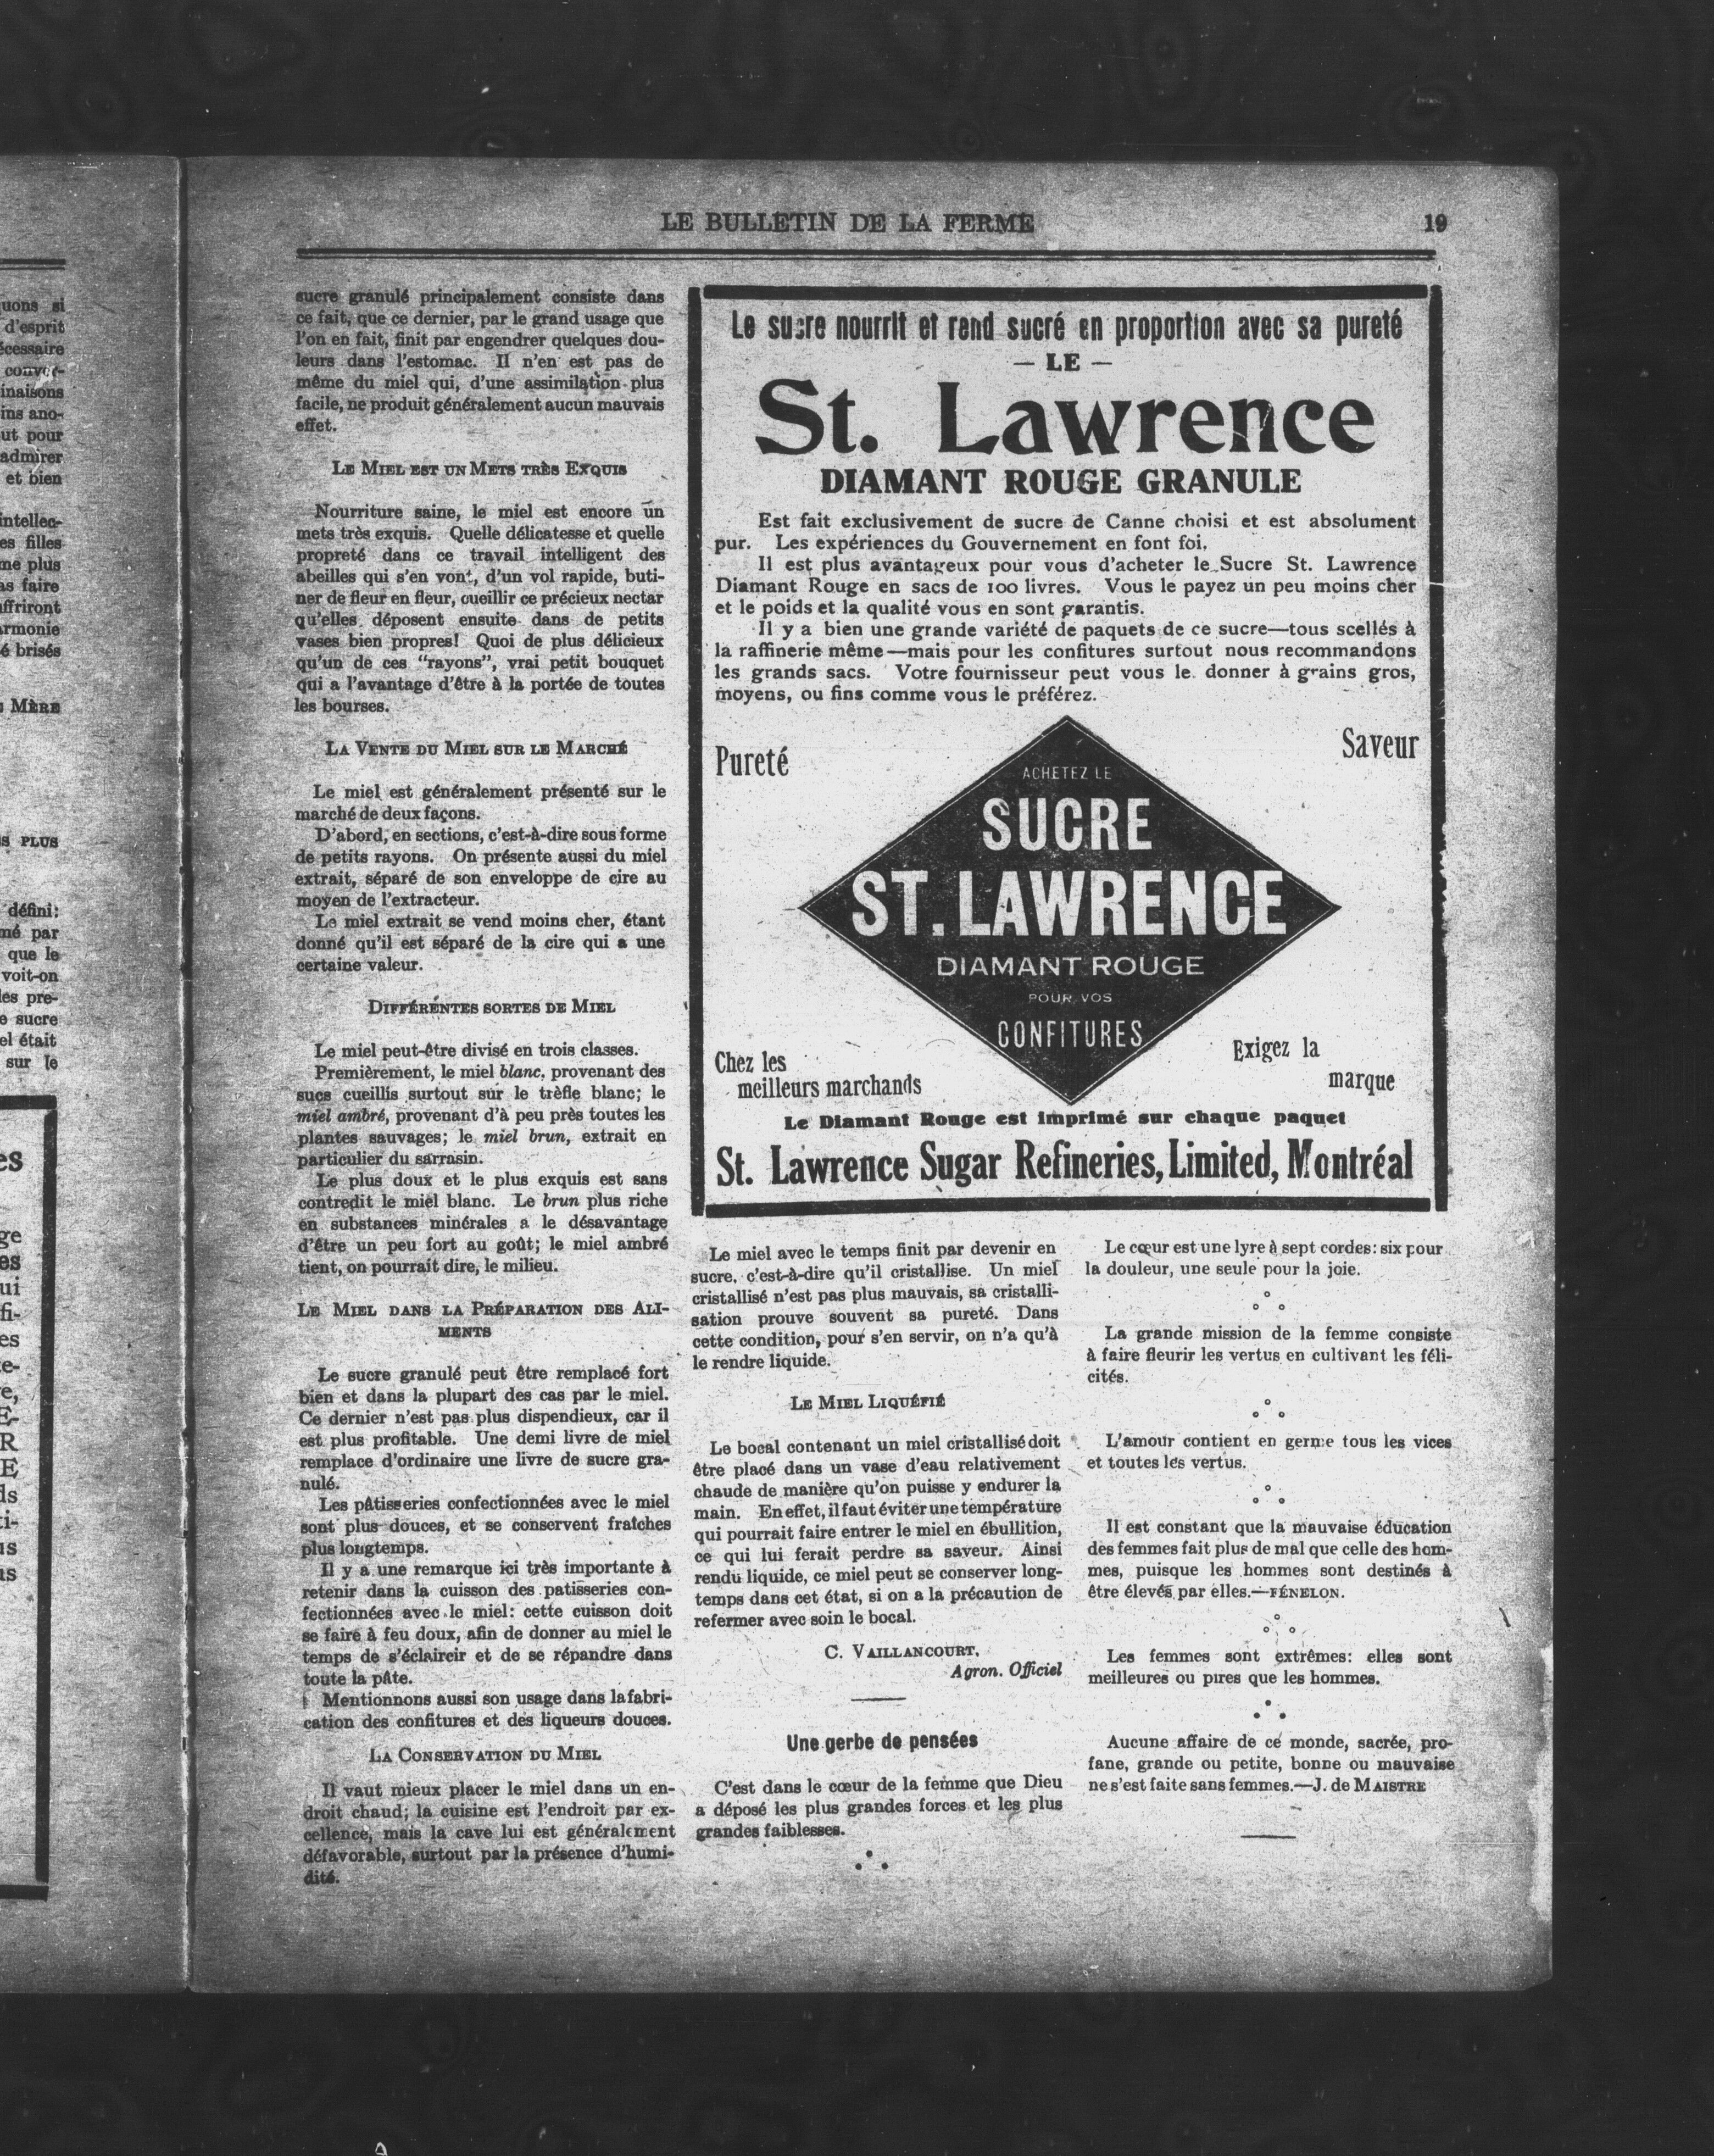 LE BULLETIN DE LA FERME
19
sucre granulé principalement consiste dans
ce fait, que ce dernier, par le grand usage que
l'on en fait, finit par engendrer quelques dou-
leurs dans l'estomac. Il n'en est pas de
même du miel qui, d'une assimilation plus
facile, ne produit généralement aucun mauvais
effet.
LE MIEL EST UN METS TRÈS EXQUIS
Nourriture saine, le miel est encore un
mets très exquis. Quelle délicatesse et quelle
propreté dans ce travail intelligent des
abeilles qui s'en vont, d'un vol rapide, buti-
ner de fleur en fleur, cueillir ce précieux nectar
qu'elles déposent ensuite dans de petits
vases bien propres! Quoi de plus délicieux
qu'un de ces "rayons", vrai petit bouquet
qui a l'avantage d'être à la portée de toutes
les bourses.
LA VENTE DU MIEL SUR LE MARCHÉ
Le miel est généralement présenté sur le
marché de deux façons.
D'abord, en sections, c'est-à-dire sous forme
de petits rayons. On présente aussi du miel
extrait, séparé de son enveloppe de cire au
moyen de l'extracteur.
Le miel extrait se vend moins cher, étant
donné qu'il est séparé de la cire qui a une
certaine valeur.
DIFFÉRENTES SORTES DE MIEL
Le miel peut-être divisé en trois classes.
Premièrement, le miel blanc, provenant des
sucs cueillis surtout sur le trèfle blanc; le
miel ambré, provenant d'à peu près toutes les
plantes sauvages; le miel brun, extrait en
particulier du sarrasin.
Le plus doux et le plus exquis est sans
contredit le miel blanc. Le brun plus riche
en substances minérales a le désavantage
d'être un peu fort au goût; le miel ambré
tient, on pourrait dire, le milieu.
LE MIEL DANS LA PRÉPARATION DES ALI-
MENTS
Le sucre granulé peut être remplacé fort
bien et dans la plupart des cas par le miel.
Ce dernier n'est pas plus dispendieux, car il
est plus profitable. Une demi livre de miel
remplace d'ordinaire une livre de sucre gra-
nulé.
Les pâtisseries confectionnées avec le miel
sont plus douces, et se conservent fraîches
plus longtemps.
Il y a une remarque ici très importante à
retenir dans la cuisson des patisseries con-
fectionnées avec le miel: cette cuisson doit
se faire à feu doux, afin de donner au miel le
temps de s'éclaircir et de se répandre dans
toute la pâte.
Mentionnons aussi son usage dans la fabri-
cation des confitures et des liqueurs douces.
LA CONSERVATION DU MIEL
Il vaut mieux placer le miel dans un en-
droit chaud; la cuisine est l'endroit par ex-
cellence, mais la cave lui est généralement
défavorable, surtout par la présence d'humi-
dité.
Le sucre nourrit et rend sucré en proportion avec sa pureté
— LE —
St. Lawrence
DIAMANT ROUGE GRANULE
Est fait exclusivement de sucre de Canne choisi et est absolument
pur. Les expériences du Gouvernement en font foi.
Il est plus avantageux pour vous d'acheter le Sucre St. Lawrence
Diamant Rouge en sacs de 100 livres. Vous le payez un peu moins cher
et le poids et la qualité vous en sont garantis.
Il y a bien une grande variété de paquets de ce sucre—tous scellés à
la raffinerie même—mais pour les confitures surtout nous recommandons
les grands sacs. Votre fournisseur peut vous le donner à grains gros,
moyens, ou fins comme vous le préférez.
Pureté
Saveur
ACHETEZ LE
SUCRE
ST. LAWRENCE
DIAMANT ROUGE
POUR VOS
CONFITURES
Chez les
meilleurs marchands
Exigez la
marque
Le Diamant Rouge est imprimé sur chaque paquet
St. Lawrence Sugar Refineries, Limited, Montréal
Le miel avec le temps finit par devenir en
sucre, c'est-à-dire qu'il cristallise. Un miel
cristallisé n'est pas plus mauvais, sa cristalli-
sation prouve souvent sa pureté. Dans
cette condition, pour s'en servir, on n'a qu'à
le rendre liquide.
LE MIEL LIQUÉFIÉ
Le bocal contenant un miel cristallisé doit
être placé dans un vase d'eau relativement
chaude de manière qu'on puisse y endurer la
main. En effet, il faut éviter une température
qui pourrait faire entrer le miel en ébullition,
ce qui lui ferait perdre sa saveur. Ainsi
rendu liquide, ce miel peut se conserver long-
temps dans cet état, si on a la précaution de
refermer avec soin le bocal.
C. VAILLANCOURT,
Agron. Officiel
Une gerbe de pensées
C'est dans le cœur de la femme que Dieu
a déposé les plus grandes forces et les plus
grandes faiblesses.
Le cœur est une lyre à sept cordes: six pour
la douleur, une seule pour la joie.
La grande mission de la femme consiste
à faire fleurir les vertus en cultivant les féli-
cités.
L'amour contient en germe tous les vices
et toutes les vertus.
Il est constant que la mauvaise éducation
des femmes fait plus de mal que celle des hom-
mes, puisque les hommes sont destinés à
être élevés par elles.—FÉNELON.
Les femmes sont extrêmes: elles sont
meilleures ou pires que les hommes.
Aucune affaire de ce monde, sacrée, pro-
fane, grande ou petite, bonne ou mauvaise
ne s'est faite sans femmes.—J. de MAISTRE